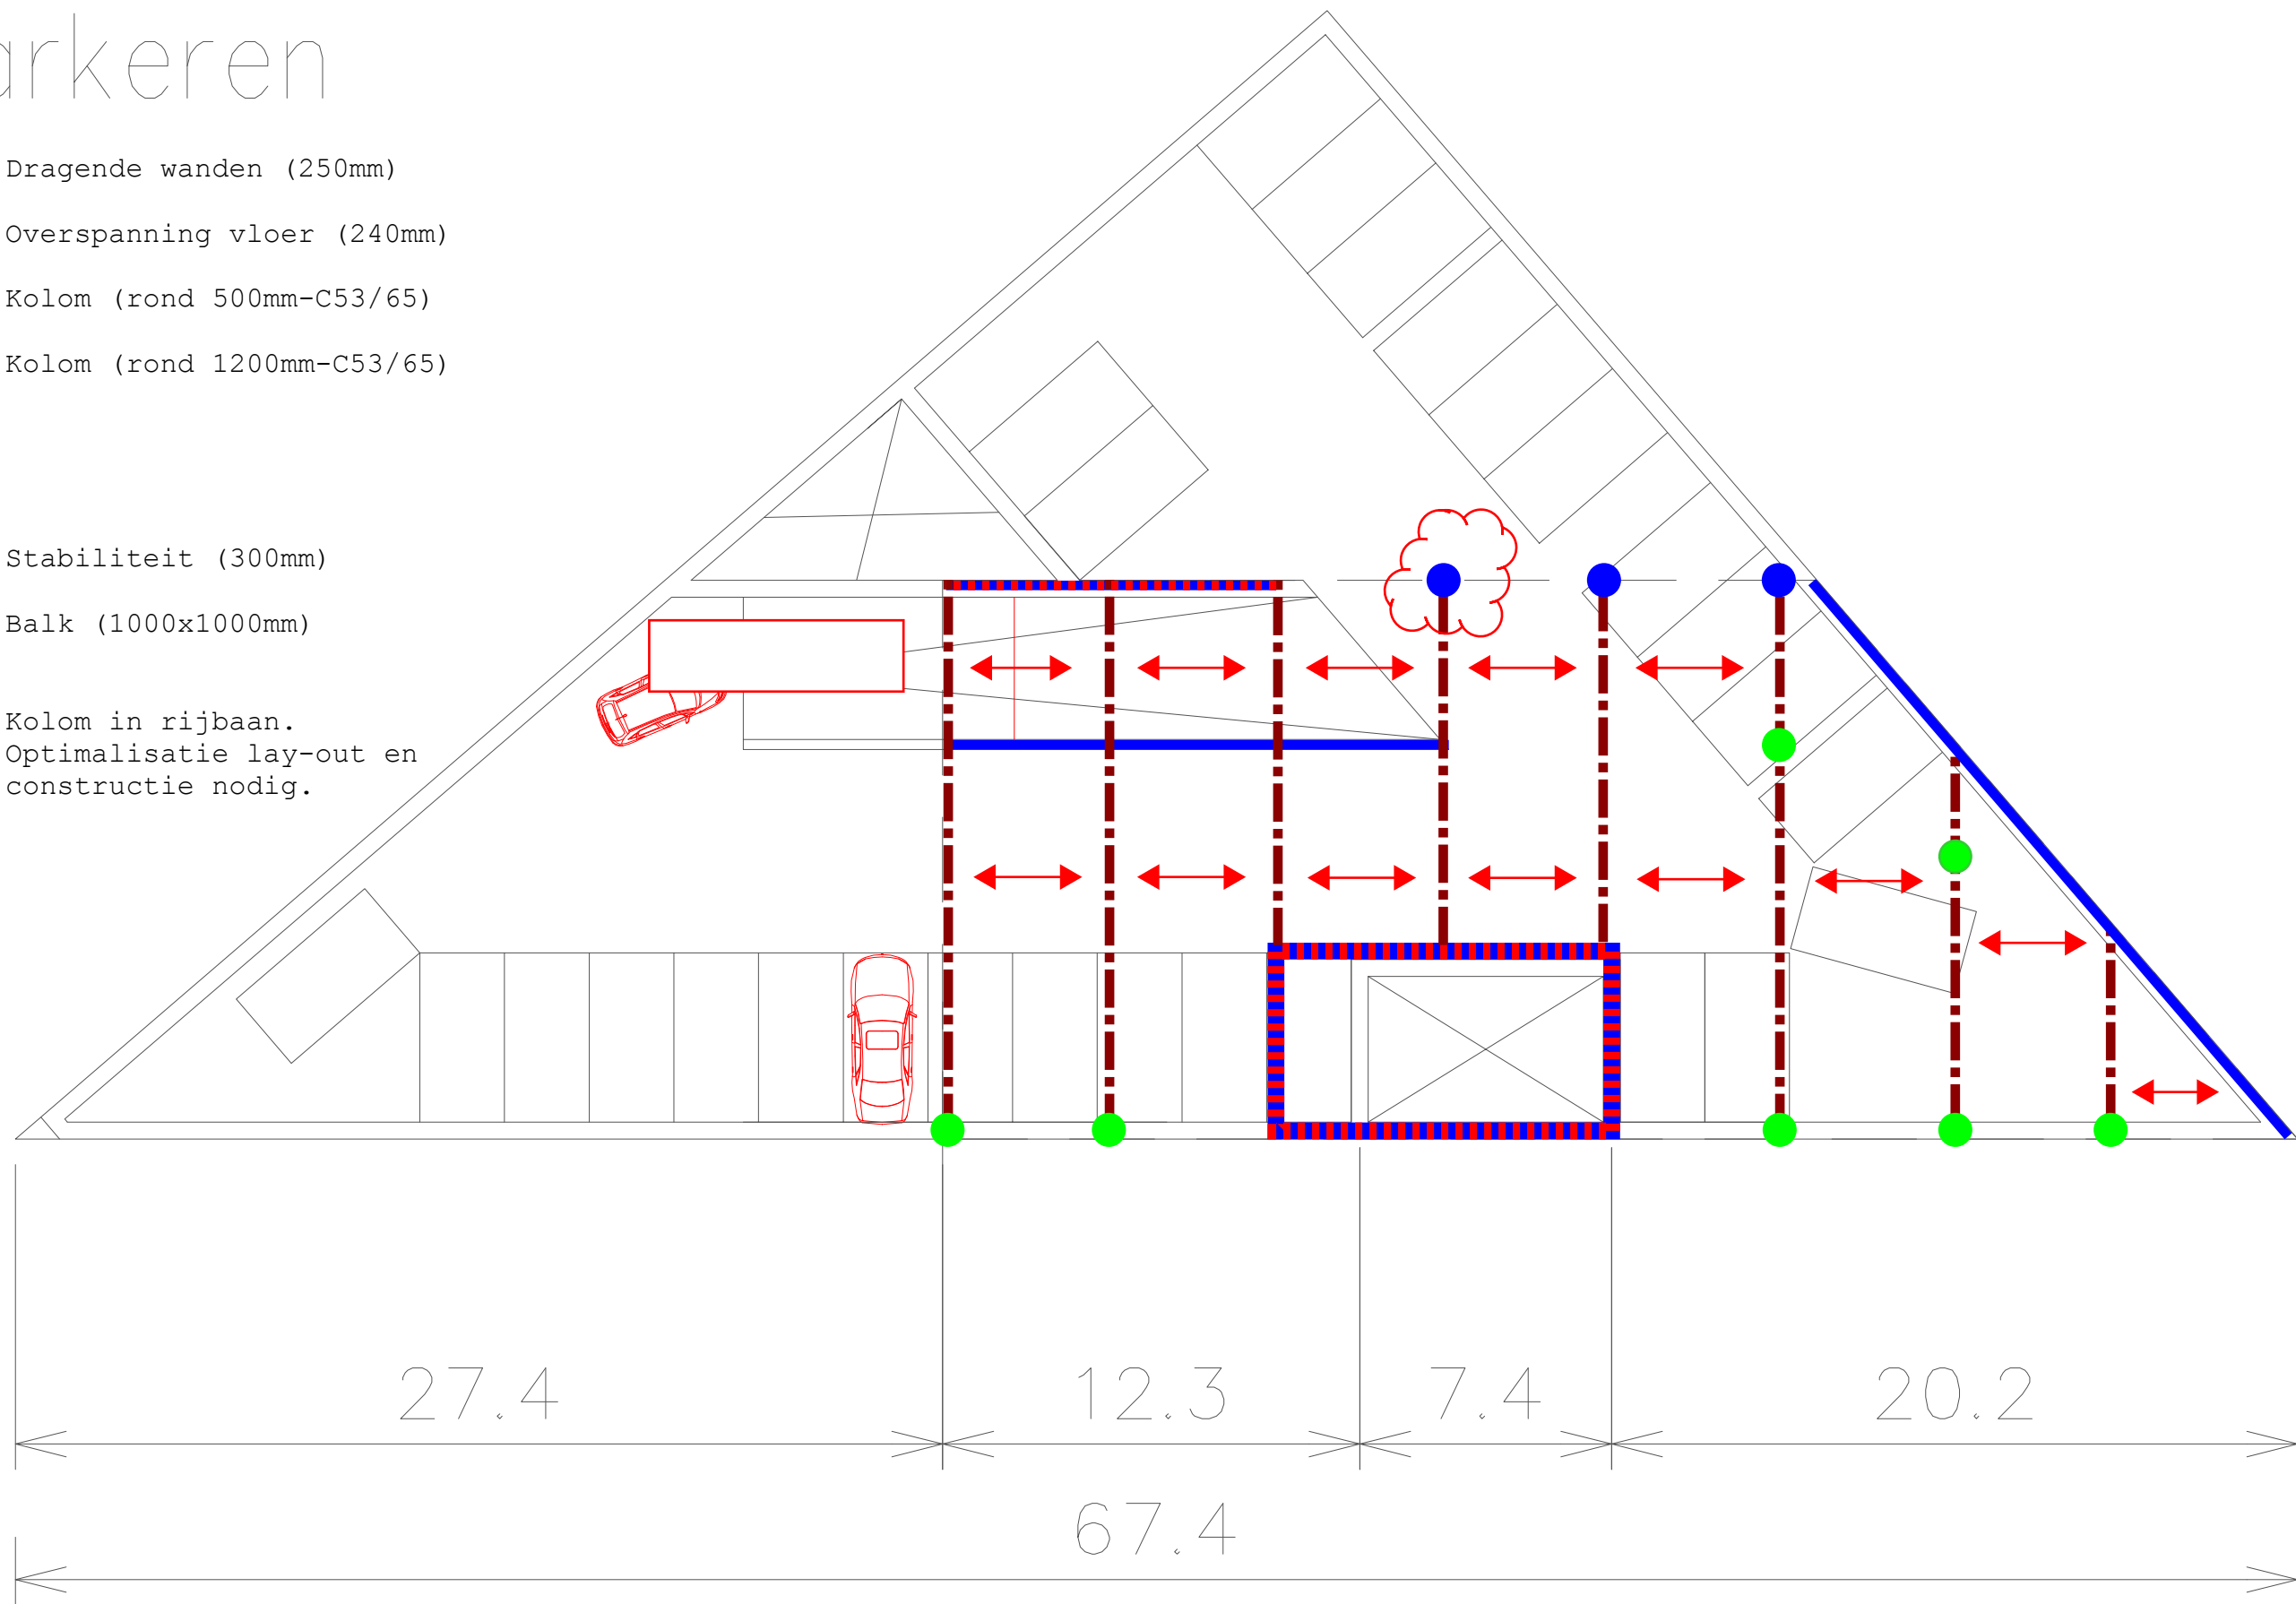 arkeren
Dragende wanden (250mm)
Overspanning vloer (240mm)
Kolom (rond 500mm-C53/65)
Kolom (rond 1200mm-C53/65)
Stabiliteit (300mm)
Balk (1000x1000mm)
Kolom in rijbaan.
Optimalisatie lay-out en
constructie nodig.
27.4
12.3
7.4
20.2
67.4